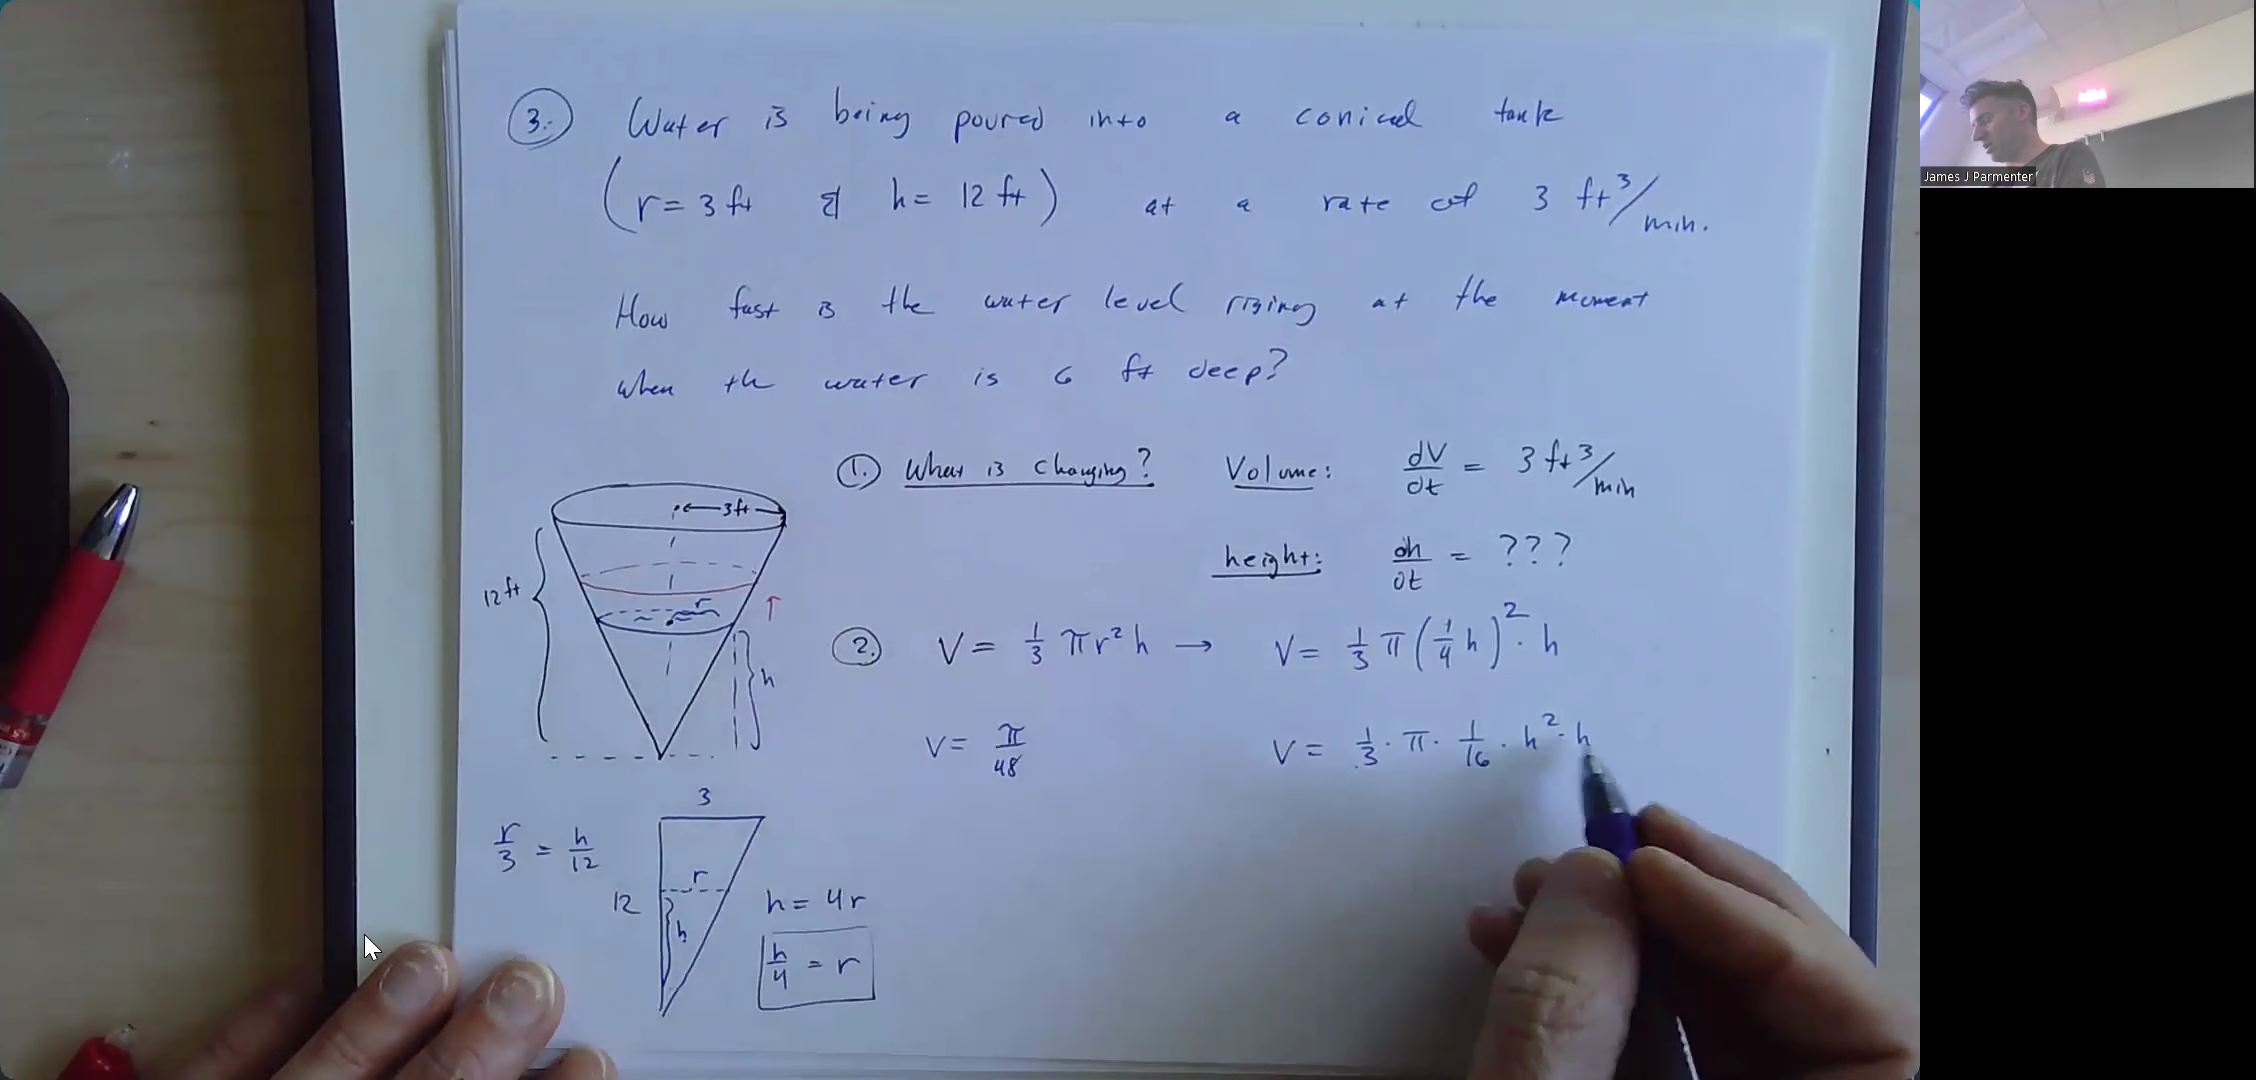 3. Water is being poured into a conical tank
(r = 3 ft & h = 12 ft) at a rate of 3 ft³/min.
How fast is the water level rising at the moment
when the water is 6 ft deep?
1. What is changing? Volume: dV/dt = 3 ft³/min
height: dh/dt = ???
2. V = 1/3 πr²h → V = 1/3 π(1/4 h)² · h
V = π/48
V = 1/3 · π · 1/16 · h² · h
3 ft
12 ft
r
h
3
r/3 = h/12
12
r
h
h = 4r
h/4 = r
James J Parmenter